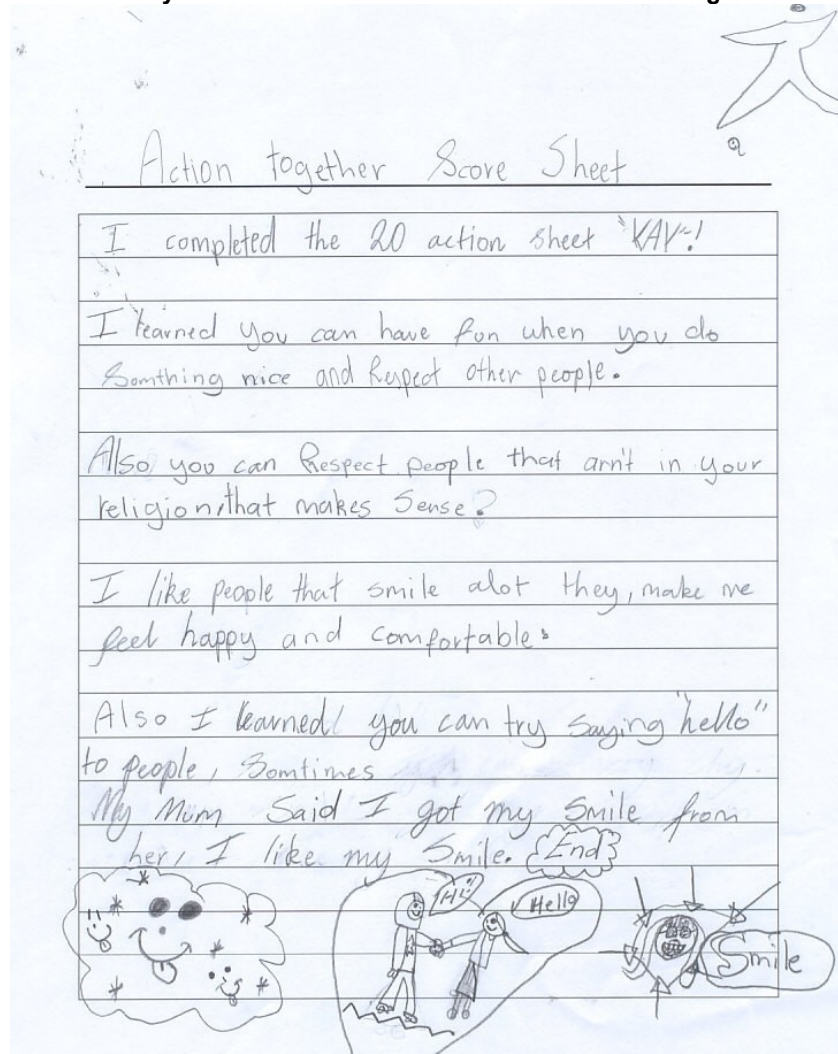 Action together Score Sheet
I completed the 20 action sheet "YAY"!
I learned you can have fun when you do
Somthing nice and Respect other people.
Also you can Respect people that arn't in your
religion, that makes Sense?
I like people that smile alot they, make me
feel happy and comfortable.
Also I learned you can try saying "hello"
to people, Somtimes
My Mum Said I got my Smile from
her, I like my Smile. End
Hi
Hello
Smile